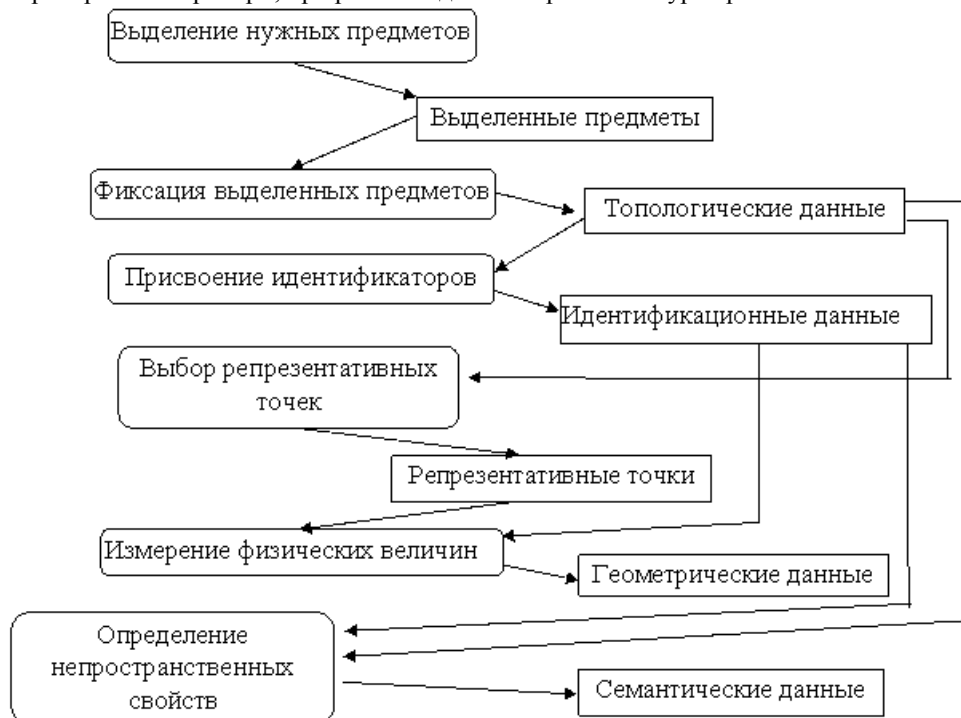 Выделение нужных предметов
Выделенные предметы
Фиксация выделенных предметов
Топологические данные
Присвоение идентификаторов
Идентификационные данные
Выбор репрезентативных
точек
Репрезентативные точки
Измерение физических величин
Геометрические данные
Определение
непространственных
свойств
Семантические данные